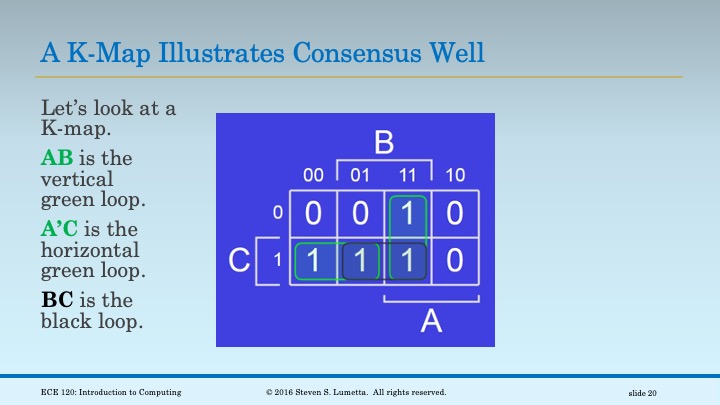 A K-Map Illustrates Consensus Well
Let's look at a
K-map.
AB is the
vertical
green loop.
A'C is the
horizontal
green loop.
BC is the
black loop.
B
00 01 11 10
0 0 0 1 0
C 1 1 1 1 0
A
ECE 120: Introduction to Computing
© 2016 Steven S. Lumetta. All rights reserved.
slide 20